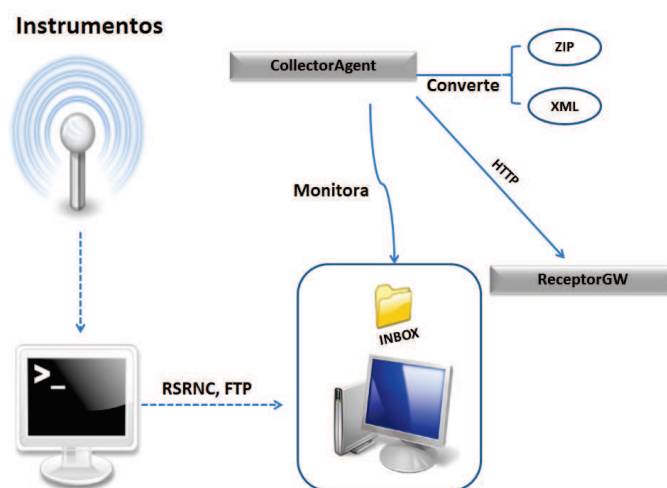 Instrumentos
CollectorAgent
Converte
ZIP
XML
Monitora
HTTP
ReceptorGW
INBOX
>_
RSRNC, FTP